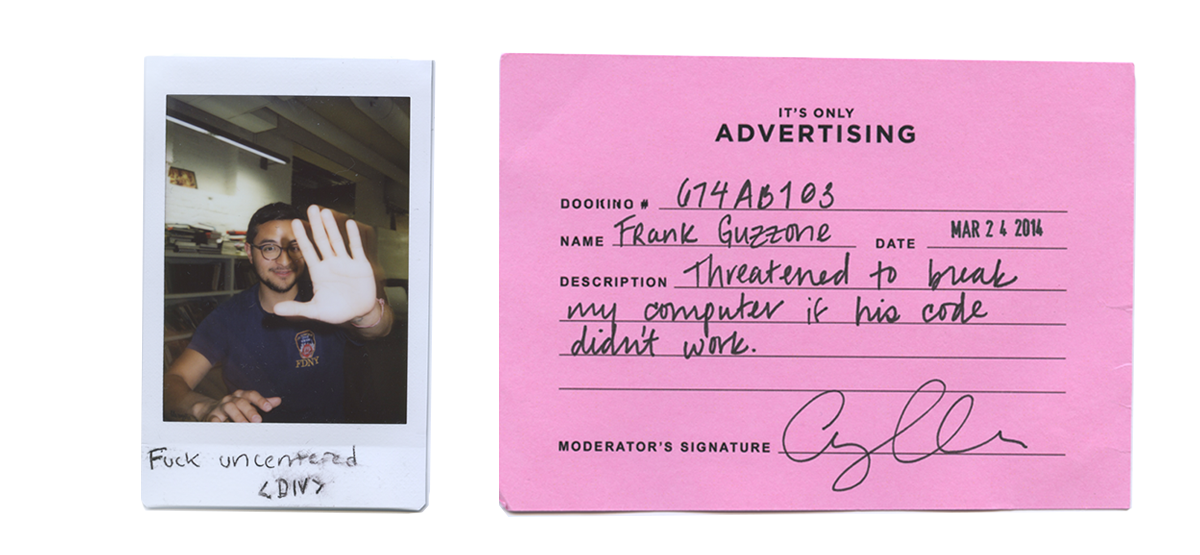 FDNY
Fuck uncentered
<DIV>
IT'S ONLY
ADVERTISING
BOOKING # 674AB103
NAME Frank Guzzone DATE MAR 24 2014
DESCRIPTION Threatened to break
my computer if his code
didn't work.
MODERATOR'S SIGNATURE